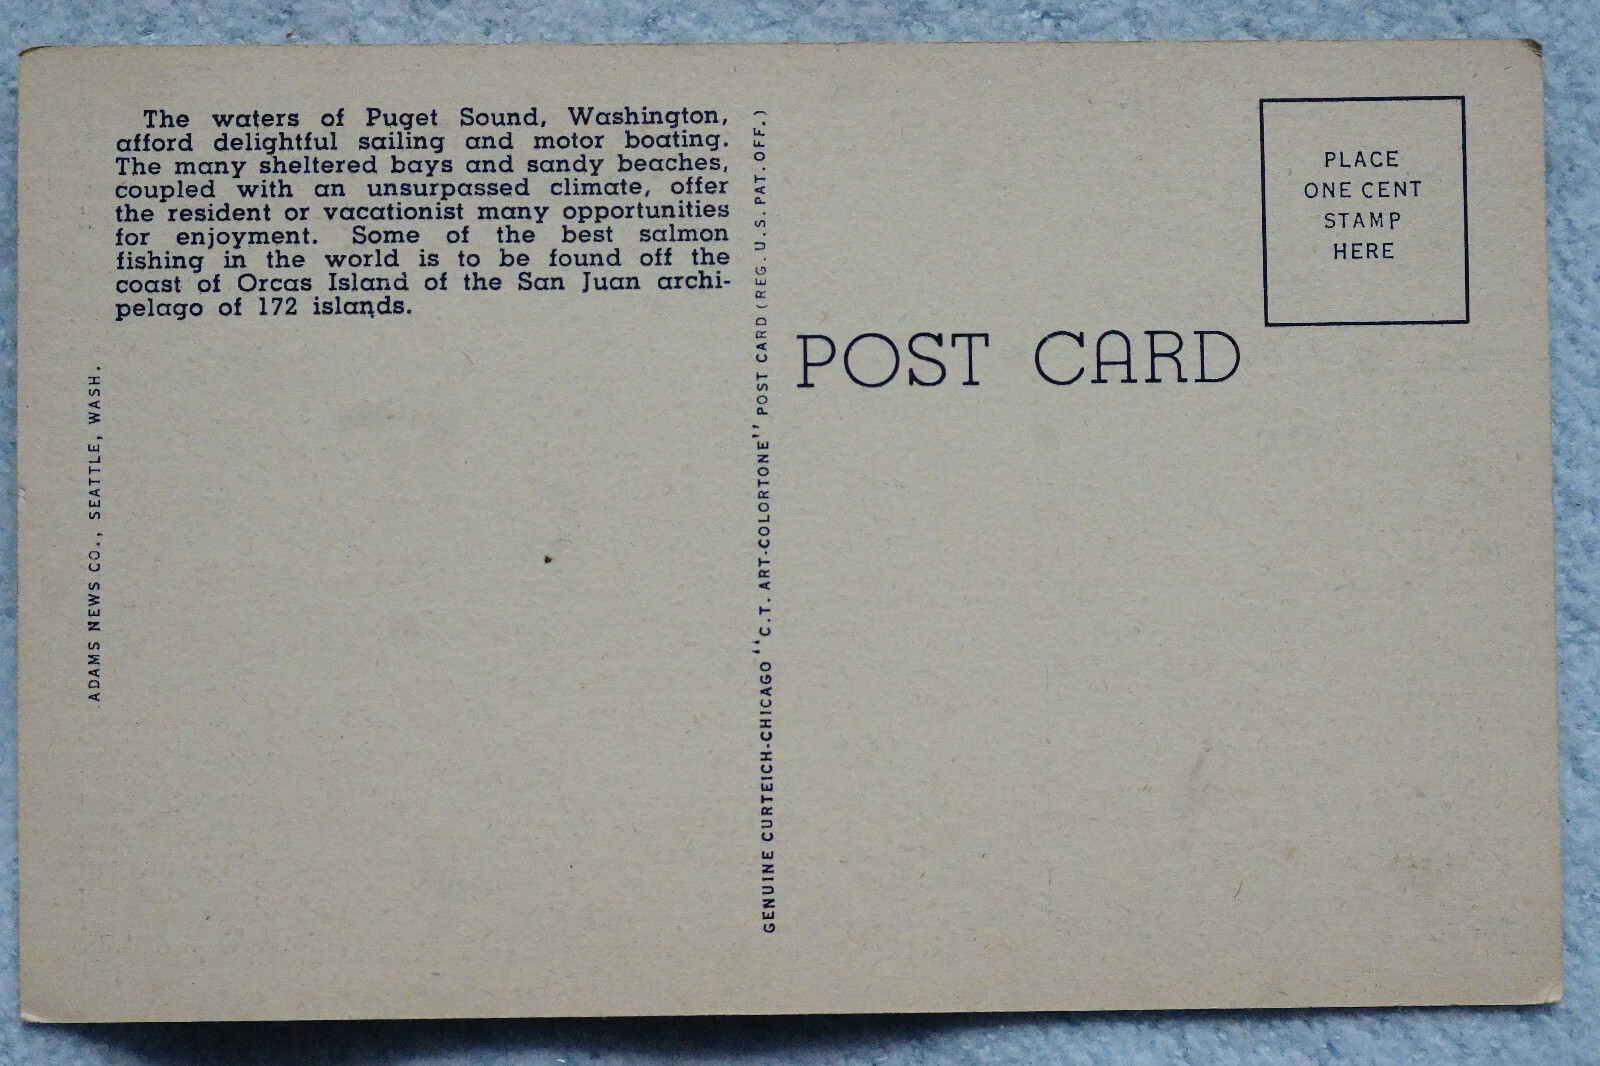 The waters of Puget Sound, Washington,
afford delightful sailing and motor boating.
The many sheltered bays and sandy beaches,
coupled with an unsurpassed climate, offer
the resident or vacationist many opportunities
for enjoyment. Some of the best salmon
fishing in the world is to be found off the
coast of Orcas Island of the San Juan archi-
pelago of 172 islands.
ADAMS NEWS CO., SEATTLE, WASH.
GENUINE CURTEICH-CHICAGO "C.T. ART-COLORTONE" POST CARD (REG. U.S. PAT. OFF.)
POST CARD
PLACE
ONE CENT
STAMP
HERE